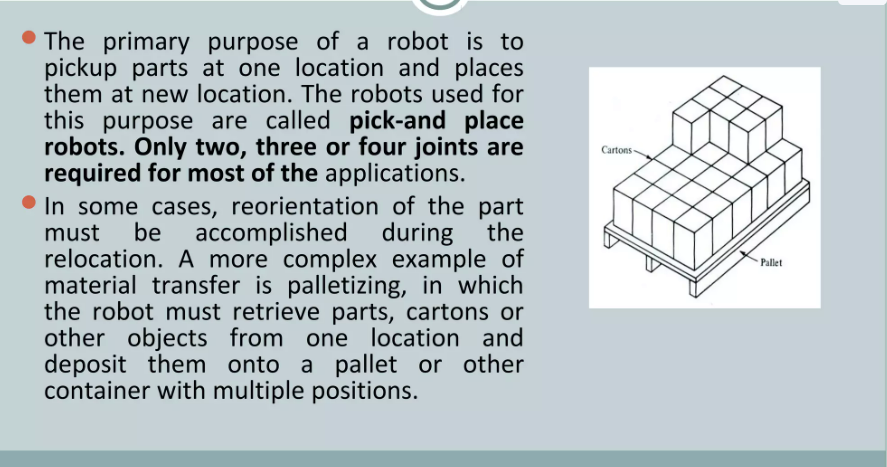 The primary purpose of a robot is to
pickup parts at one location and places
them at new location. The robots used for
this purpose are called pick-and place
robots. Only two, three or four joints are
required for most of the applications.
In some cases, reorientation of the part
must be accomplished during the
relocation. A more complex example of
material transfer is palletizing, in which
the robot must retrieve parts, cartons or
other objects from one location and
deposit them onto a pallet or other
container with multiple positions.
Cartons
Pallet